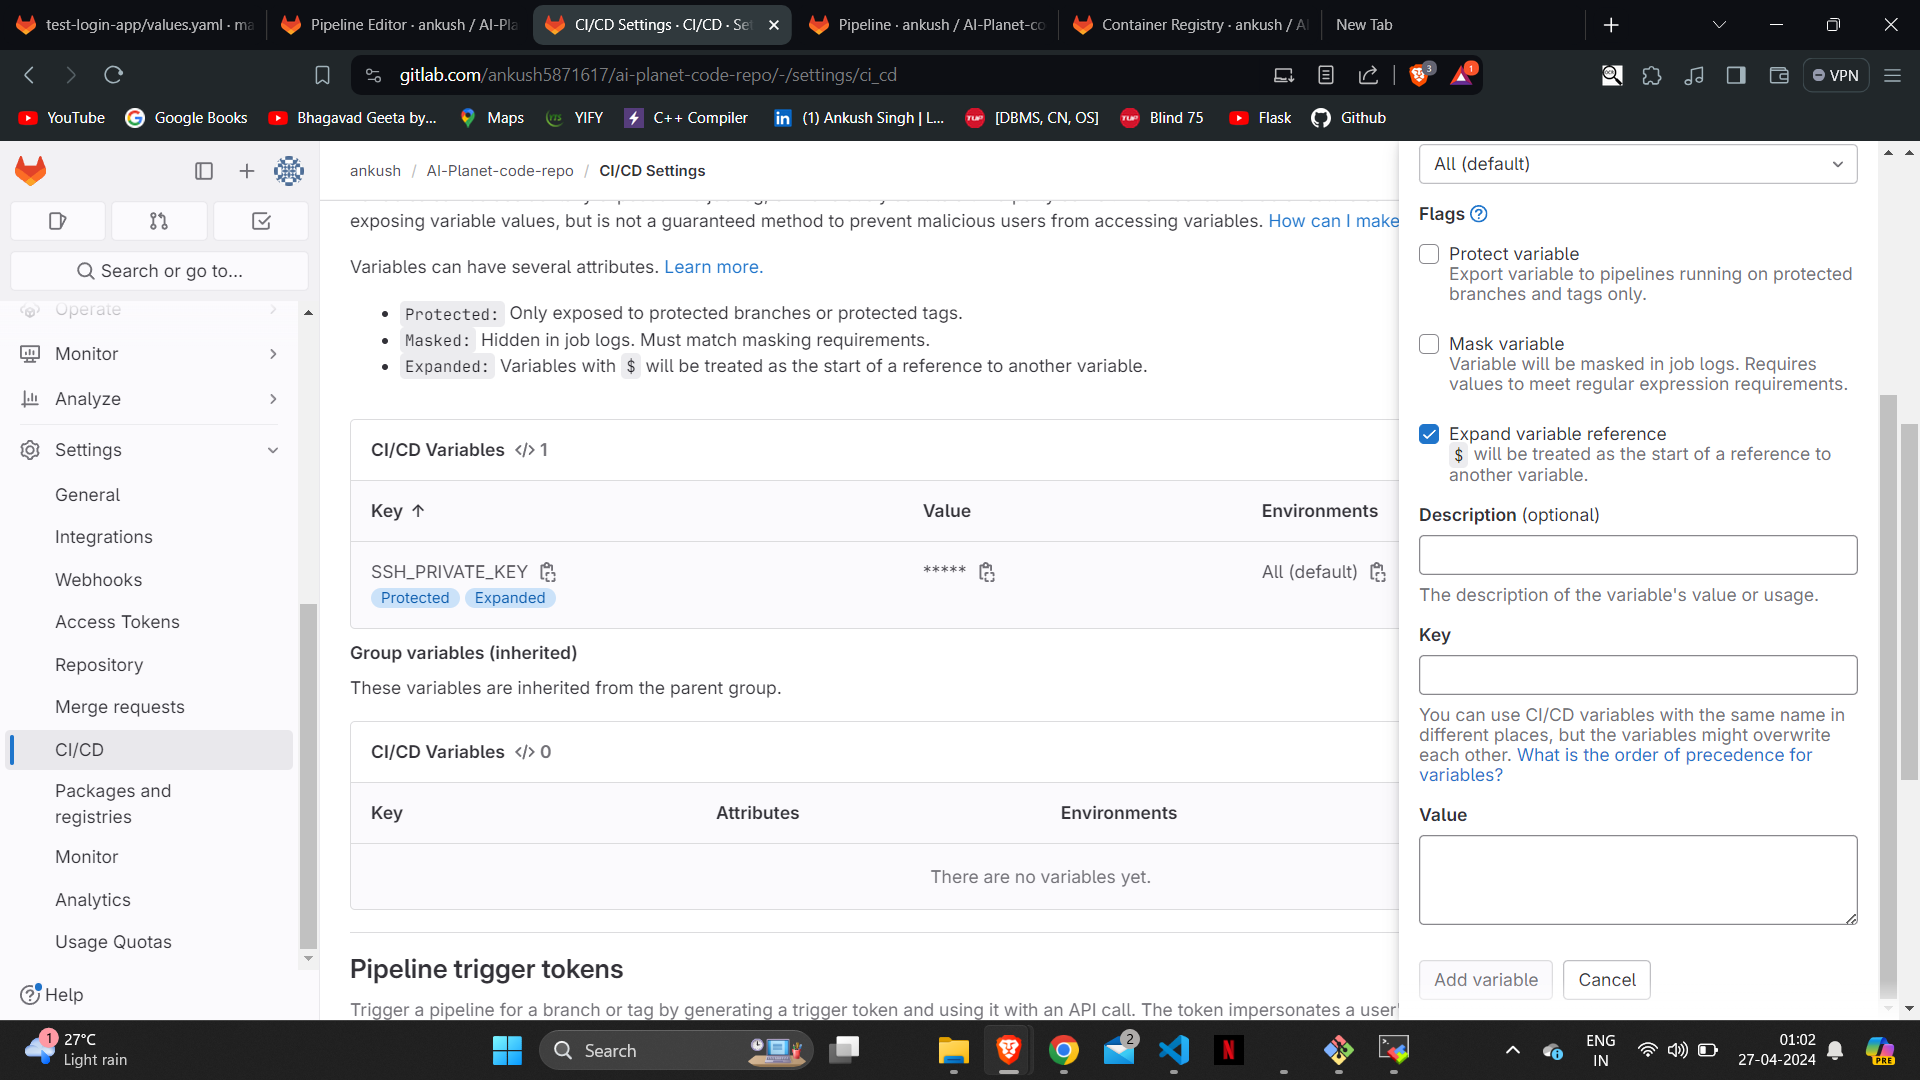 test-login-app/values.yaml · ma
Pipeline Editor · ankush / AI-Pla
CI/CD Settings · CI/CD · Set
Pipeline · ankush / AI-Planet-co
Container Registry · ankush / AI
New Tab
gitlab.com/ankush5871617/ai-planet-code-repo/-/settings/ci_cd
3
1
VPN
YouTube
Google Books
Bhagavad Geeta by...
Maps
YIFY
C++ Compiler
(1) Ankush Singh | L...
[DBMS, CN, OS]
Blind 75
Flask
Github
Search or go to...
Operate
Monitor
Analyze
Settings
General
Integrations
Webhooks
Access Tokens
Repository
Merge requests
CI/CD
Packages and
registries
Monitor
Analytics
Usage Quotas
Help
ankush / AI-Planet-code-repo / CI/CD Settings
exposing variable values, but is not a guaranteed method to prevent malicious users from accessing variables. How can I make
Variables can have several attributes. Learn more.
• Protected: Only exposed to protected branches or protected tags.
• Masked: Hidden in job logs. Must match masking requirements.
• Expanded: Variables with $ will be treated as the start of a reference to another variable.
CI/CD Variables </> 1
Key ↑ Value Environments
SSH_PRIVATE_KEY ***** All (default)
Protected Expanded
Group variables (inherited)
These variables are inherited from the parent group.
CI/CD Variables </> 0
Key Attributes Environments
There are no variables yet.
Pipeline trigger tokens
Trigger a pipeline for a branch or tag by generating a trigger token and using it with an API call. The token impersonates a user'
All (default)
Flags
Protect variable
Export variable to pipelines running on protected
branches and tags only.
Mask variable
Variable will be masked in job logs. Requires
values to meet regular expression requirements.
Expand variable reference
$ will be treated as the start of a reference to
another variable.
Description (optional)
The description of the variable's value or usage.
Key
You can use CI/CD variables with the same name in
different places, but the variables might overwrite
each other. What is the order of precedence for
variables?
Value
Add variable
Cancel
1
27°C
Light rain
Search
2
N
ENG
IN
01:02
27-04-2024
PRE